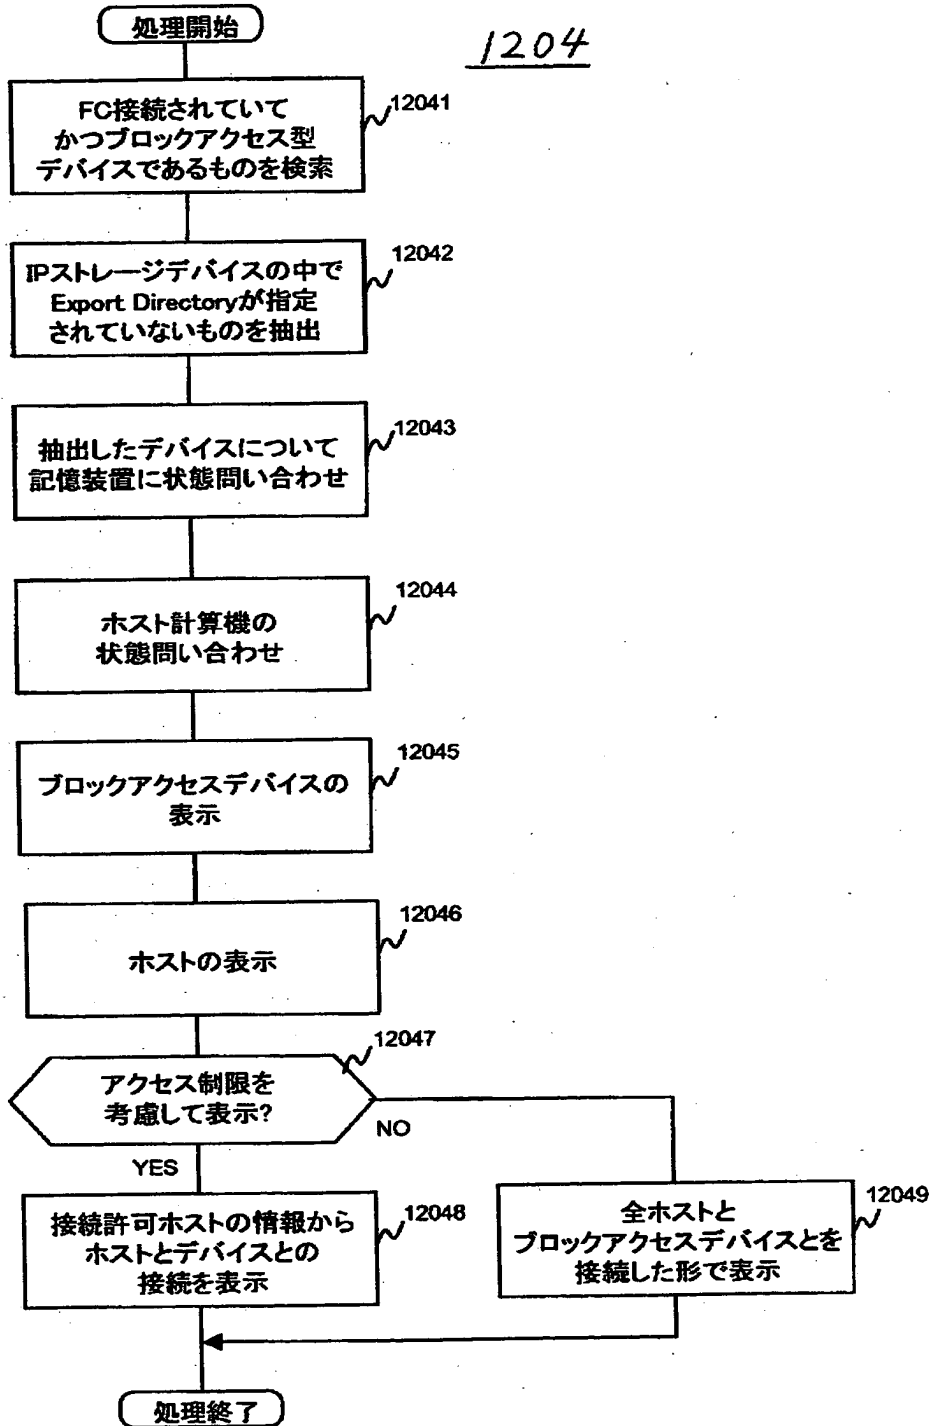 処理開始
1204
FC接続されていて
かつブロックアクセス型
デバイスであるものを検索
12041
IPストレージデバイスの中で
Export Directoryが指定
されていないものを抽出
12042
抽出したデバイスについて
記憶装置に状態問い合わせ
12043
ホスト計算機の
状態問い合わせ
12044
ブロックアクセスデバイスの
表示
12045
ホストの表示
12046
アクセス制限を
考慮して表示?
12047
NO
YES
接続許可ホストの情報から
ホストとデバイスとの
接続を表示
12048
全ホストと
ブロックアクセスデバイスとを
接続した形で表示
12049
処理終了